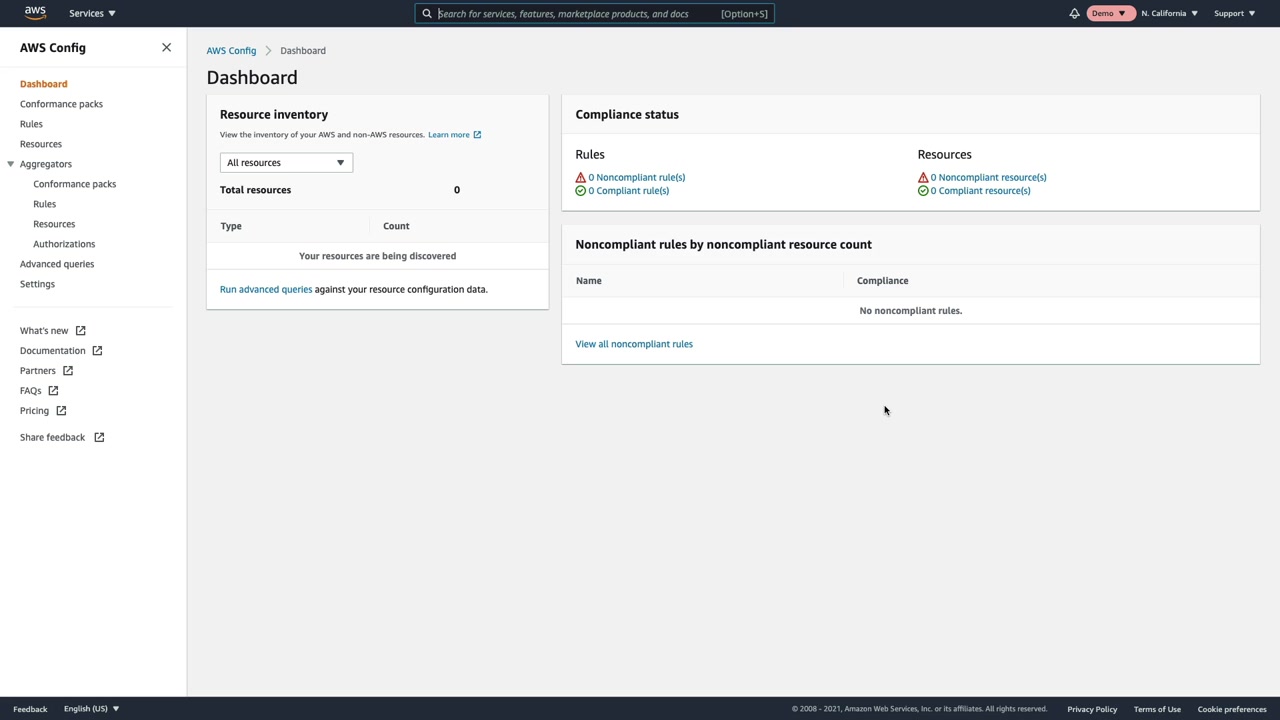 aws
Services
Search for services, features, marketplace products, and docs [Option+S]
Demo
N. California
Support
AWS Config
Dashboard
Conformance packs
Rules
Resources
Aggregators
Conformance packs
Rules
Resources
Authorizations
Advanced queries
Settings
What's new
Documentation
Partners
FAQs
Pricing
Share feedback
AWS Config > Dashboard
Dashboard
Resource inventory
View the inventory of your AWS and non-AWS resources. Learn more
All resources
Total resources 0
Type Count
Your resources are being discovered
Run advanced queries against your resource configuration data.
Compliance status
Rules
0 Noncompliant rule(s)
0 Compliant rule(s)
Resources
0 Noncompliant resource(s)
0 Compliant resource(s)
Noncompliant rules by noncompliant resource count
Name Compliance
No noncompliant rules.
View all noncompliant rules
Feedback
English (US)
© 2008 - 2021, Amazon Web Services, Inc. or its affiliates. All rights reserved.
Privacy Policy
Terms of Use
Cookie preferences